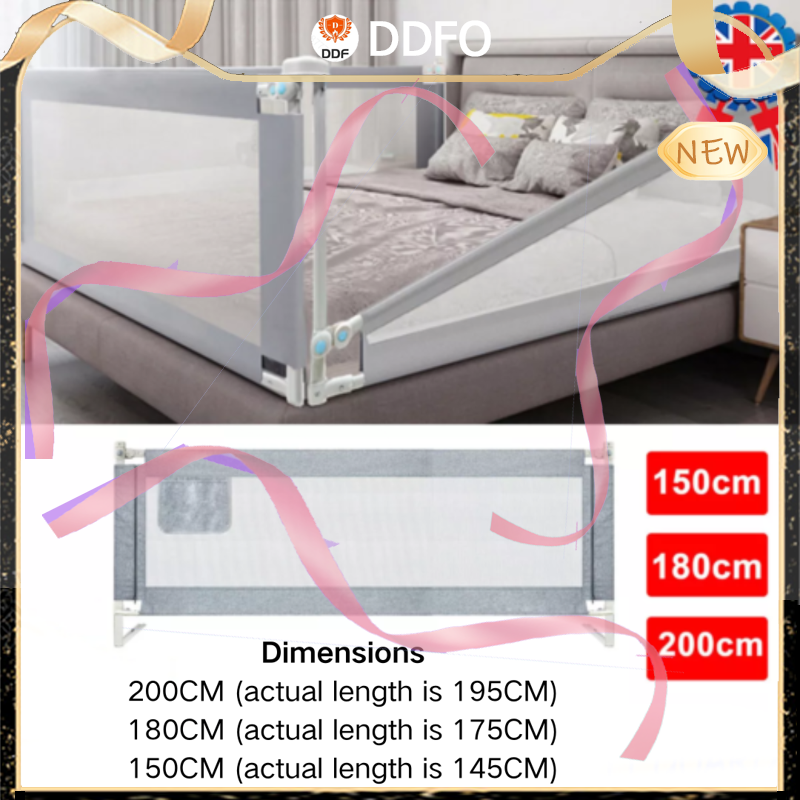 DDF
DDFO
NEW
150cm
180cm
200cm
Dimensions
200CM (actual length is 195CM)
180CM (actual length is 175CM)
150CM (actual length is 145CM)